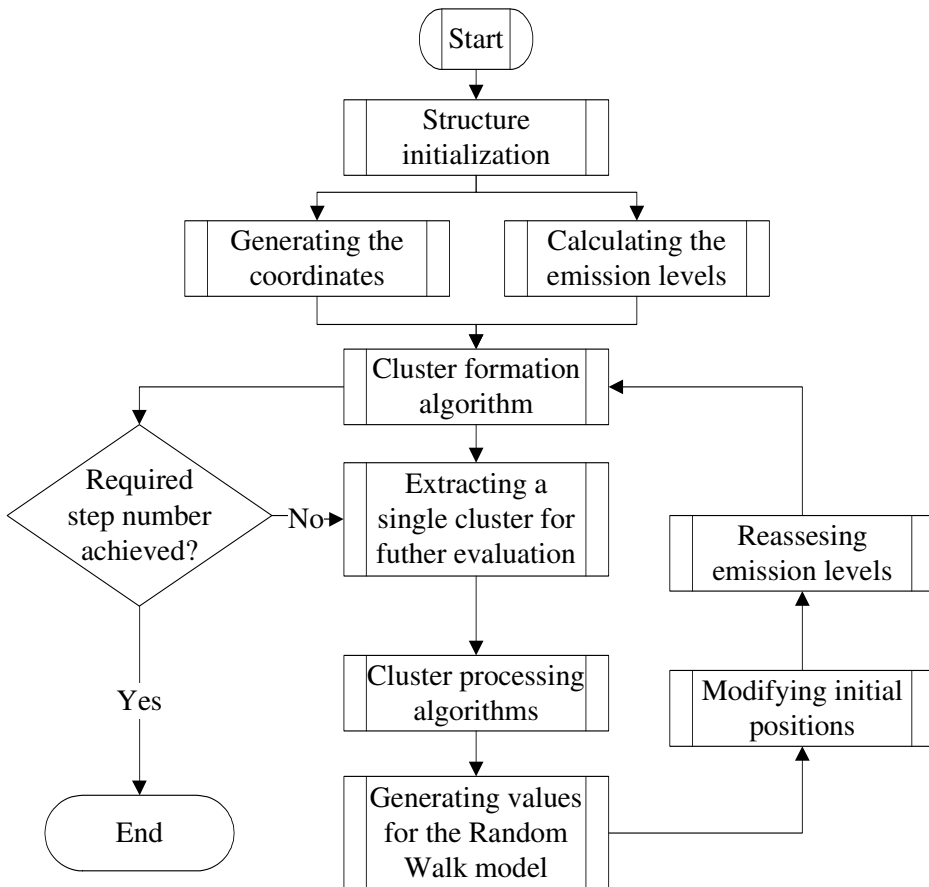 Start
Structure
initialization
Generating the
coordinates
Calculating the
emission levels
Cluster formation
algorithm
Required
step number
achieved?
No
Extracting a
single cluster for
futher evaluation
Reassesing
emission levels
Cluster processing
algorithms
Modifying initial
positions
Yes
End
Generating values
for the Random
Walk model